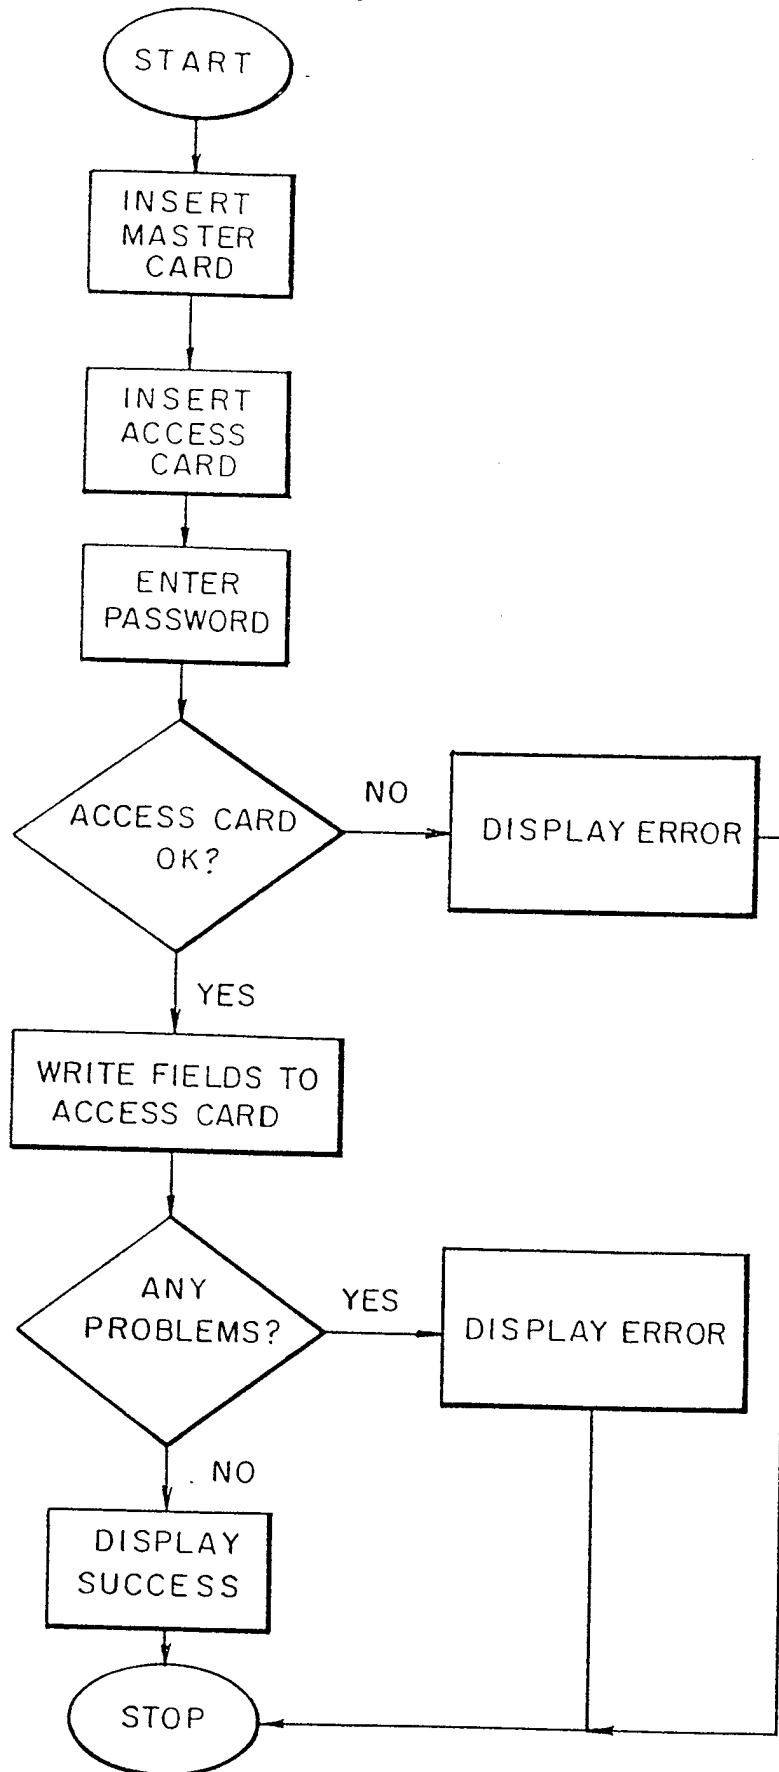 START
INSERT
MASTER
CARD
INSERT
ACCESS
CARD
ENTER
PASSWORD
ACCESS CARD
OK?
NO
DISPLAY ERROR
YES
WRITE FIELDS TO
ACCESS CARD
ANY
PROBLEMS?
YES
DISPLAY ERROR
NO
DISPLAY
SUCCESS
STOP